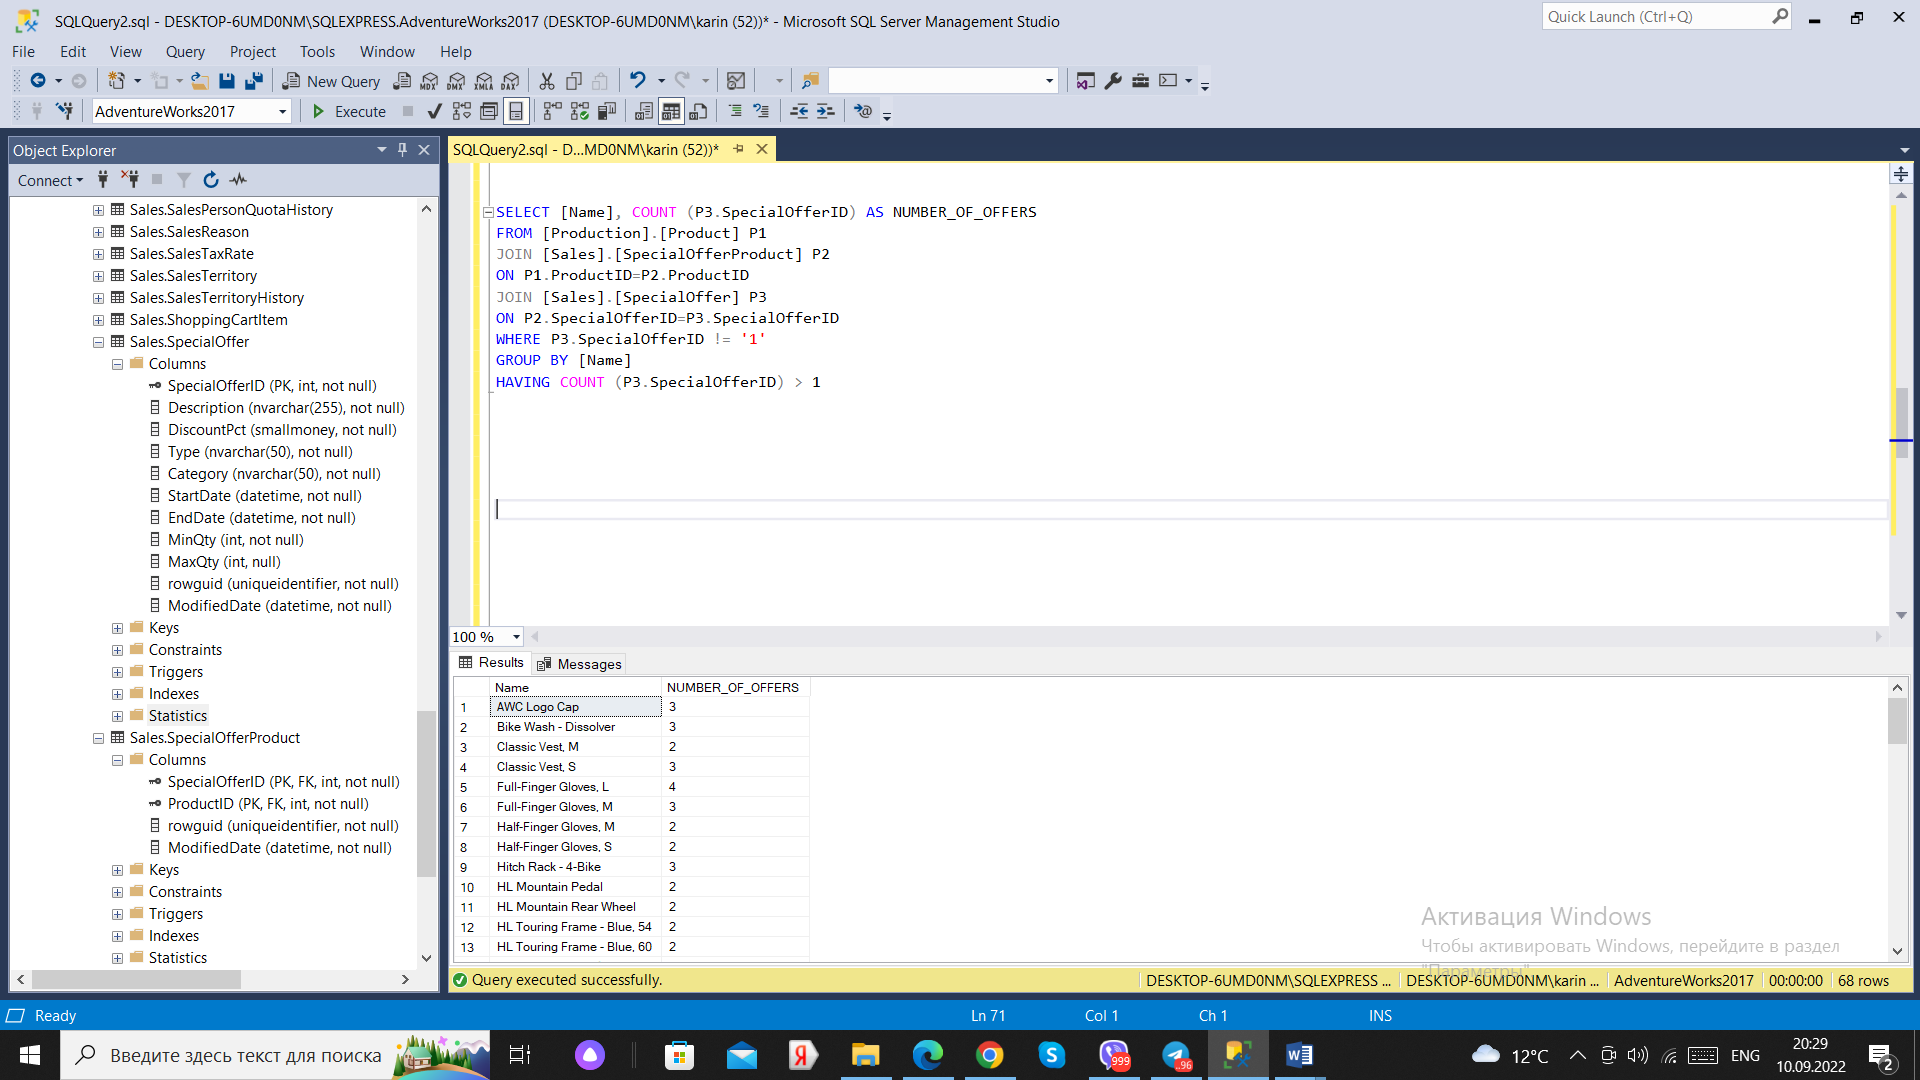 SQLQuery2.sql - DESKTOP-6UMD0NM\SQLEXPRESS.AdventureWorks2017 (DESKTOP-6UMD0NM\karin (52))* - Microsoft SQL Server Management Studio
Quick Launch (Ctrl+Q)
File Edit View Query Project Tools Window Help
New Query
MDX DMX XMLA DAX
AdventureWorks2017
Execute
Object Explorer
SQLQuery2.sql - D...MD0NM\karin (52))*
Connect
Sales.SalesPersonQuotaHistory
Sales.SalesReason
Sales.SalesTaxRate
Sales.SalesTerritory
Sales.SalesTerritoryHistory
Sales.ShoppingCartItem
Sales.SpecialOffer
Columns
SpecialOfferID (PK, int, not null)
Description (nvarchar(255), not null)
DiscountPct (smallmoney, not null)
Type (nvarchar(50), not null)
Category (nvarchar(50), not null)
StartDate (datetime, not null)
EndDate (datetime, not null)
MinQty (int, not null)
MaxQty (int, null)
rowguid (uniqueidentifier, not null)
ModifiedDate (datetime, not null)
Keys
Constraints
Triggers
Indexes
Statistics
Sales.SpecialOfferProduct
Columns
SpecialOfferID (PK, FK, int, not null)
ProductID (PK, FK, int, not null)
rowguid (uniqueidentifier, not null)
ModifiedDate (datetime, not null)
Keys
Constraints
Triggers
Indexes
Statistics
SELECT [Name], COUNT (P3.SpecialOfferID) AS NUMBER_OF_OFFERS
FROM [Production].[Product] P1
JOIN [Sales].[SpecialOfferProduct] P2
ON P1.ProductID=P2.ProductID
JOIN [Sales].[SpecialOffer] P3
ON P2.SpecialOfferID=P3.SpecialOfferID
WHERE P3.SpecialOfferID != '1'
GROUP BY [Name]
HAVING COUNT (P3.SpecialOfferID) > 1
100 %
Results Messages
Name NUMBER_OF_OFFERS
1 AWC Logo Cap 3
2 Bike Wash - Dissolver 3
3 Classic Vest, M 2
4 Classic Vest, S 3
5 Full-Finger Gloves, L 4
6 Full-Finger Gloves, M 3
7 Half-Finger Gloves, M 2
8 Half-Finger Gloves, S 2
9 Hitch Rack - 4-Bike 3
10 HL Mountain Pedal 2
11 HL Mountain Rear Wheel 2
12 HL Touring Frame - Blue, 54 2
13 HL Touring Frame - Blue, 60 2
Активация Windows
Чтобы активировать Windows, перейдите в раздел
"Параметры".
Query executed successfully.
DESKTOP-6UMD0NM\SQLEXPRESS ... DESKTOP-6UMD0NM\karin ... AdventureWorks2017 00:00:00 68 rows
Ready Ln 71 Col 1 Ch 1 INS
Введите здесь текст для поиска
Я
999
..96
12°C
ENG
20:29
10.09.2022
2